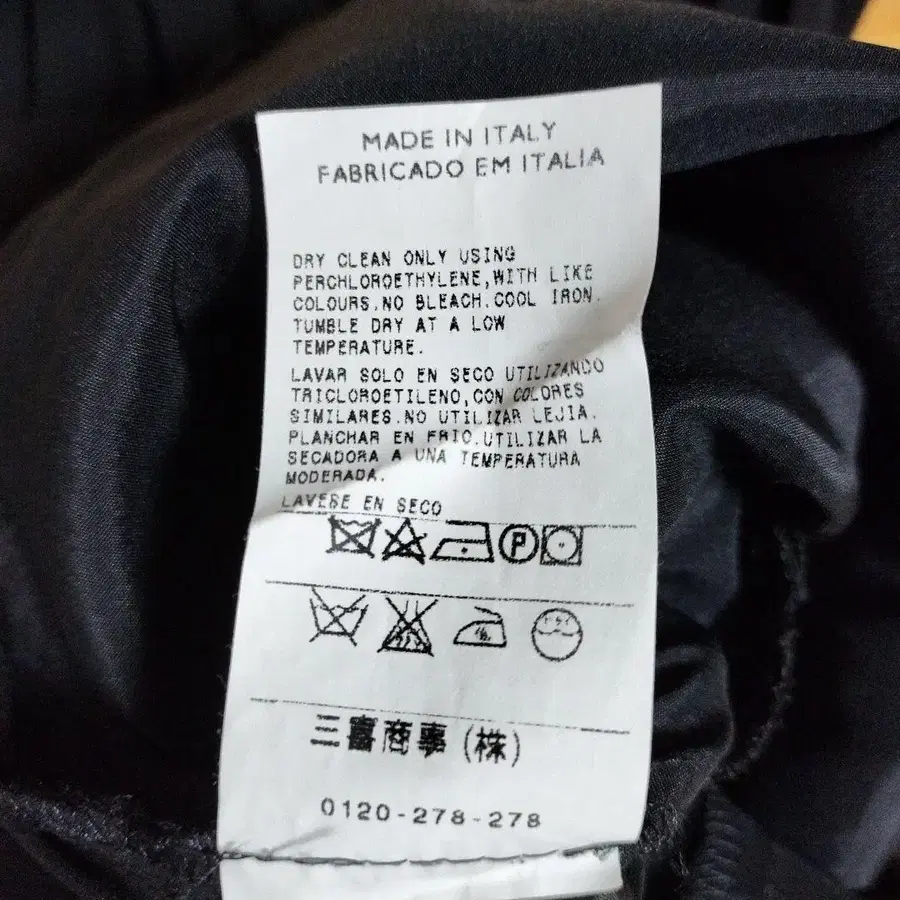 MADE IN ITALY
FABRICADO EM ITALIA
DRY CLEAN ONLY USING
PERCHLOROETHYLENE,WITH LIKE
COLOURS.NO BLEACH.COOL IRON.
TUMBLE DRY AT A LOW
TEMPERATURE.
LAVAR SOLO EN SECO UTILIZANDO
TRICLOROETILENO,CON COLORES
SIMILARES.NO UTILIZAR LEJIA.
PLANCHAR EN FRIO.UTILIZAR LA
SECADORA A UNA TEMPERATURA
MODERADA.
LAVESE EN SECO
P
三喜商事(株)
0120-278-278